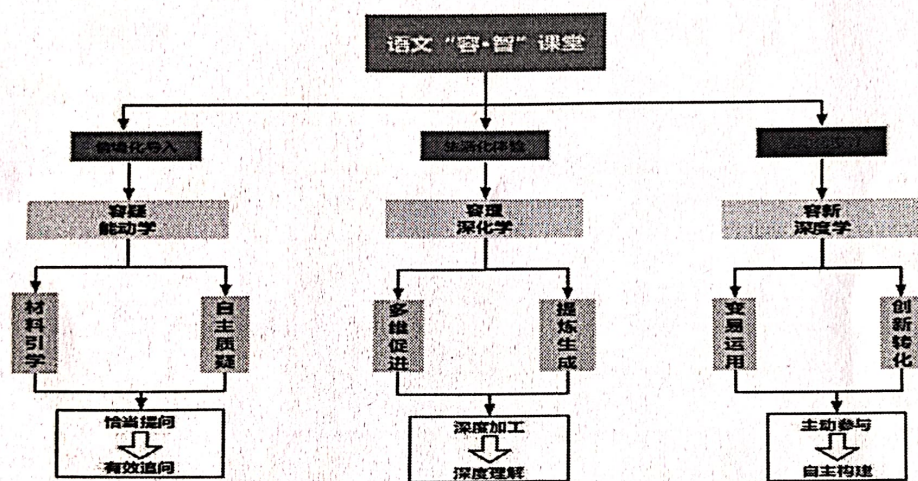 语文“容·智”课堂
情境化导入
生活化体验
容疑
能动学
容理
深化学
容新
深度学
材料引学
自主质疑
多维促进
提炼生成
变易运用
创新转化
恰当提问
有效追问
深度加工
深度理解
主动参与
自主构建